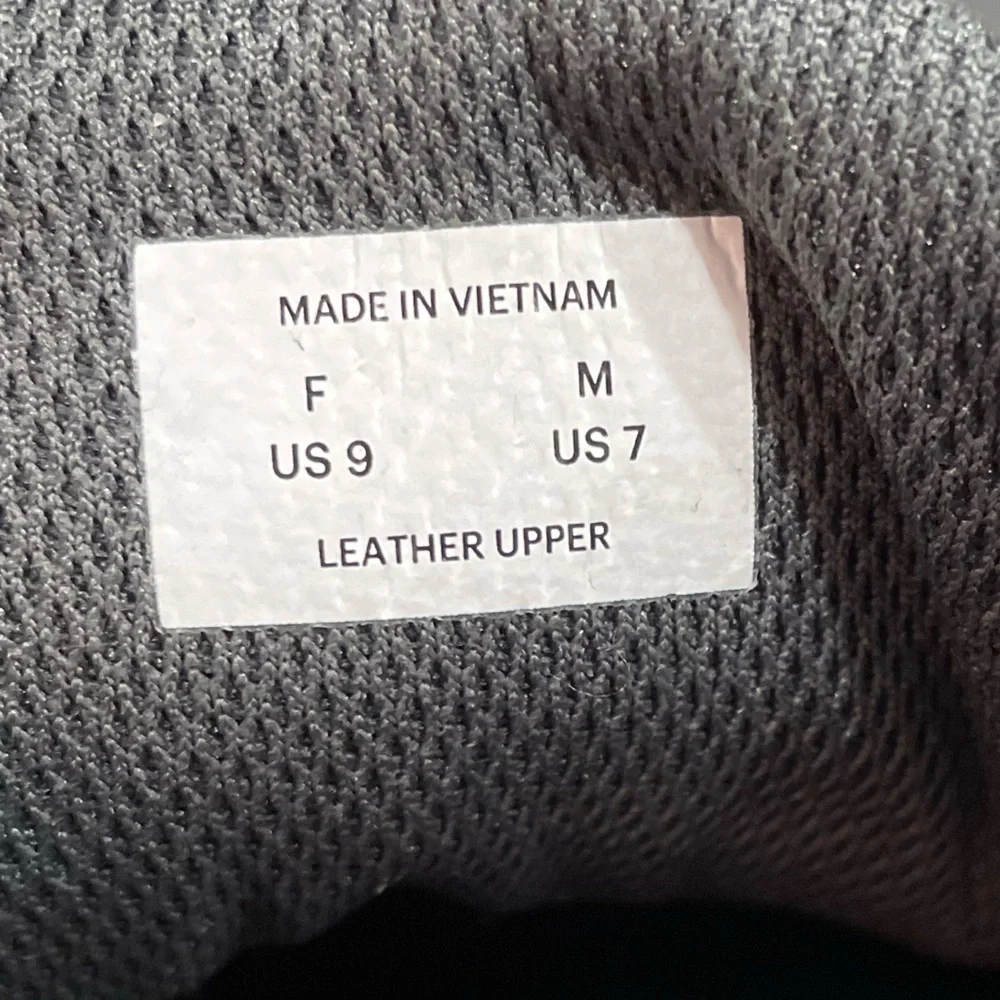 MADE IN VIETNAM
F M
US 9 US 7
LEATHER UPPER